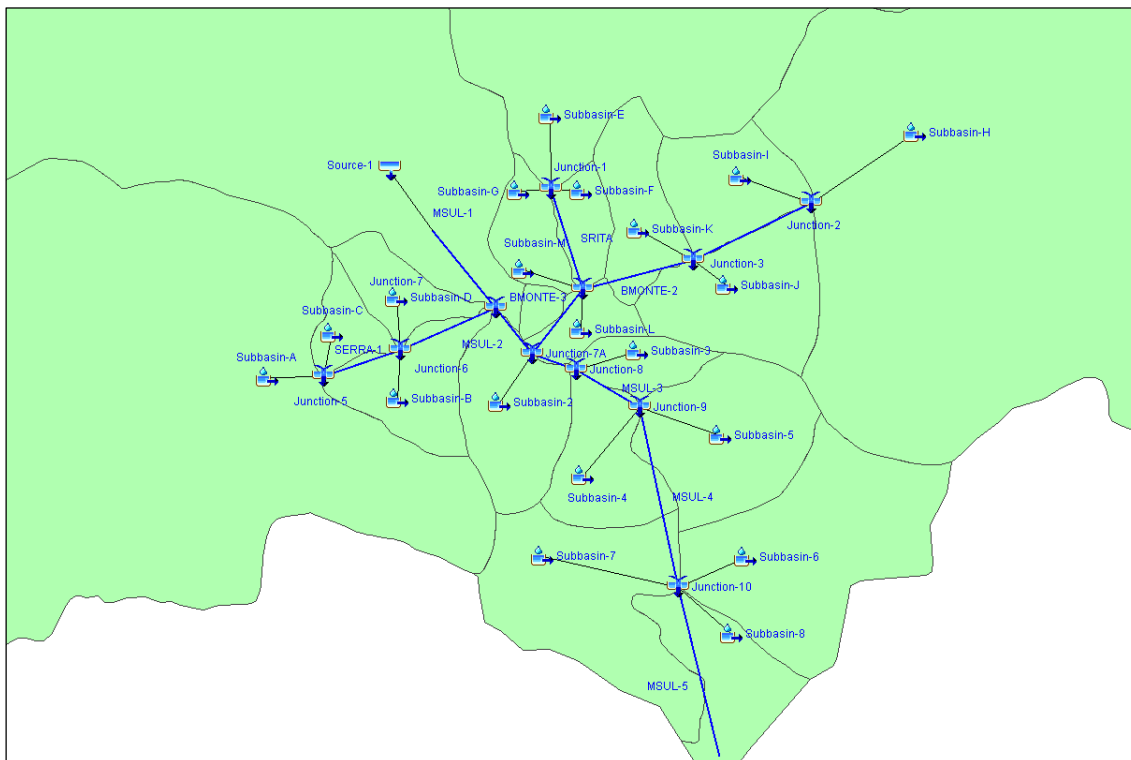 Subbasin-E
Subbasin-H
Source-1
Subbasin-I
Junction-1
Subbasin-G
Subbasin-F
MSUL-1
Junction-2
Subbasin-K
SRITA
Subbasin-M
Junction-3
Junction-7
BMONTE-2
Subbasin-J
Subbasin-D
BMONTE-3
Subbasin-C
Subbasin-L
MSUL-2
SERRA-1
Subbasin-3
Junction-7A
Subbasin-A
Junction-6
Junction-8
MSUL-3
Junction-5
Subbasin-B
Subbasin-2
Junction-9
Subbasin-5
Subbasin-4
MSUL-4
Subbasin-7
Subbasin-6
Junction-10
Subbasin-8
MSUL-5